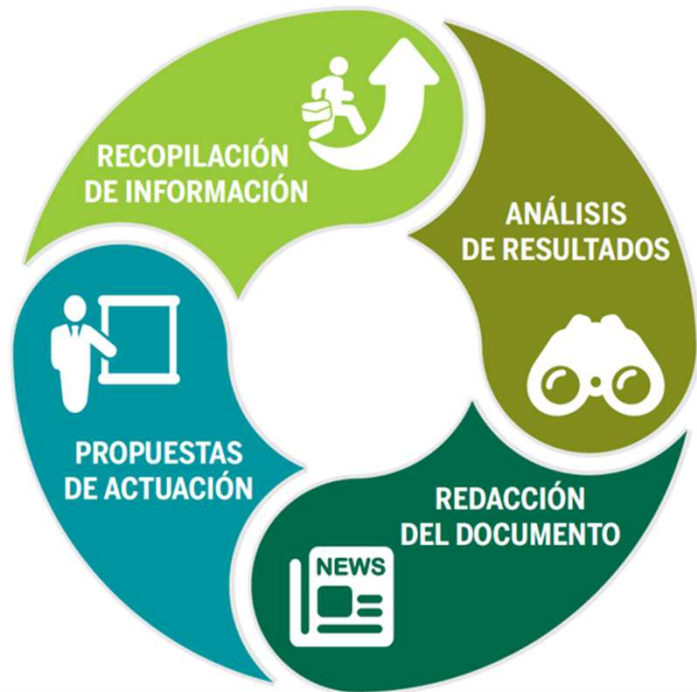 RECOPILACIÓN
DE INFORMACIÓN
ANÁLISIS
DE RESULTADOS
REDACCIÓN
DEL DOCUMENTO
NEWS
PROPUESTAS
DE ACTUACIÓN